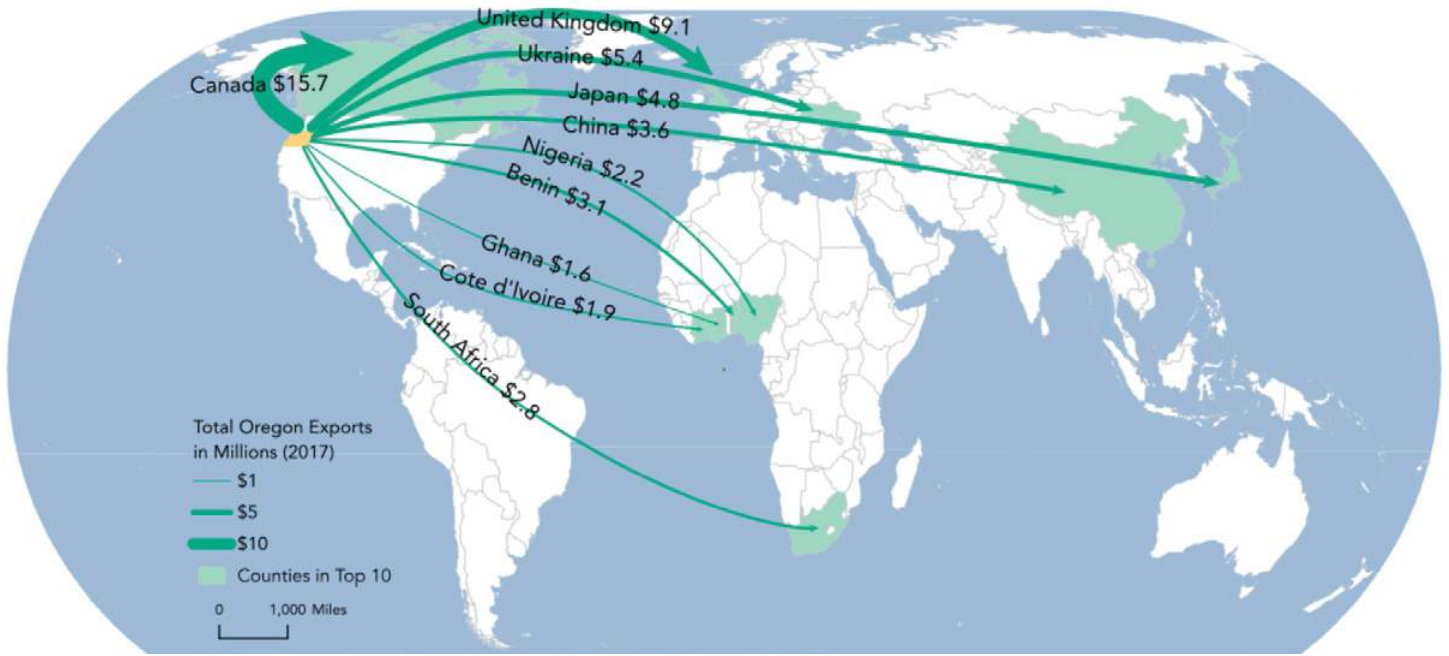 United Kingdom $9.1
Ukraine $5.4
Canada $15.7
Japan $4.8
China $3.6
Nigeria $2.2
Benin $3.1
Ghana $1.6
Cote d'Ivoire $1.9
South Africa $2.8
Total Oregon Exports
in Millions (2017)
$1
$5
$10
Counties in Top 10
0 1,000 Miles